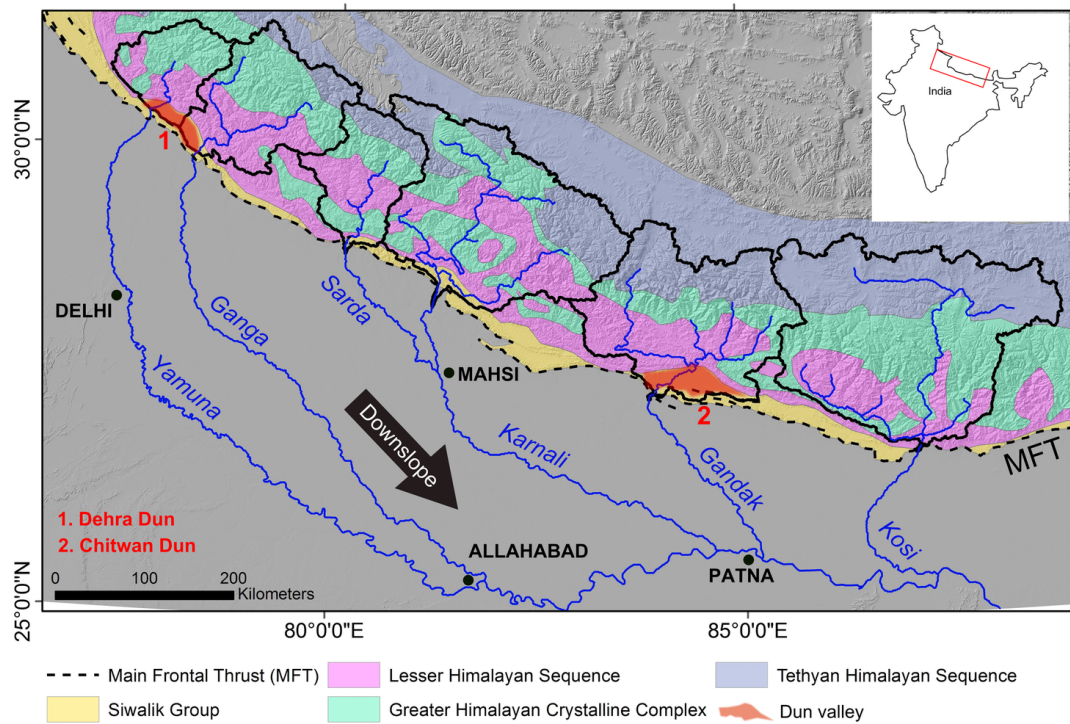 India
30°0'0"N
1
DELHI
Yamuna
Ganga
Sarda
MAHSI
Karnali
Downslope
2
Gandak
MFT
Kosi
1. Dehra Dun
2. Chitwan Dun
ALLAHABAD
PATNA
0 100 200
Kilometers
25°0'0"N
80°0'0"E
85°0'0"E
Main Frontal Thrust (MFT)
Lesser Himalayan Sequence
Tethyan Himalayan Sequence
Siwalik Group
Greater Himalayan Crystalline Complex
Dun valley